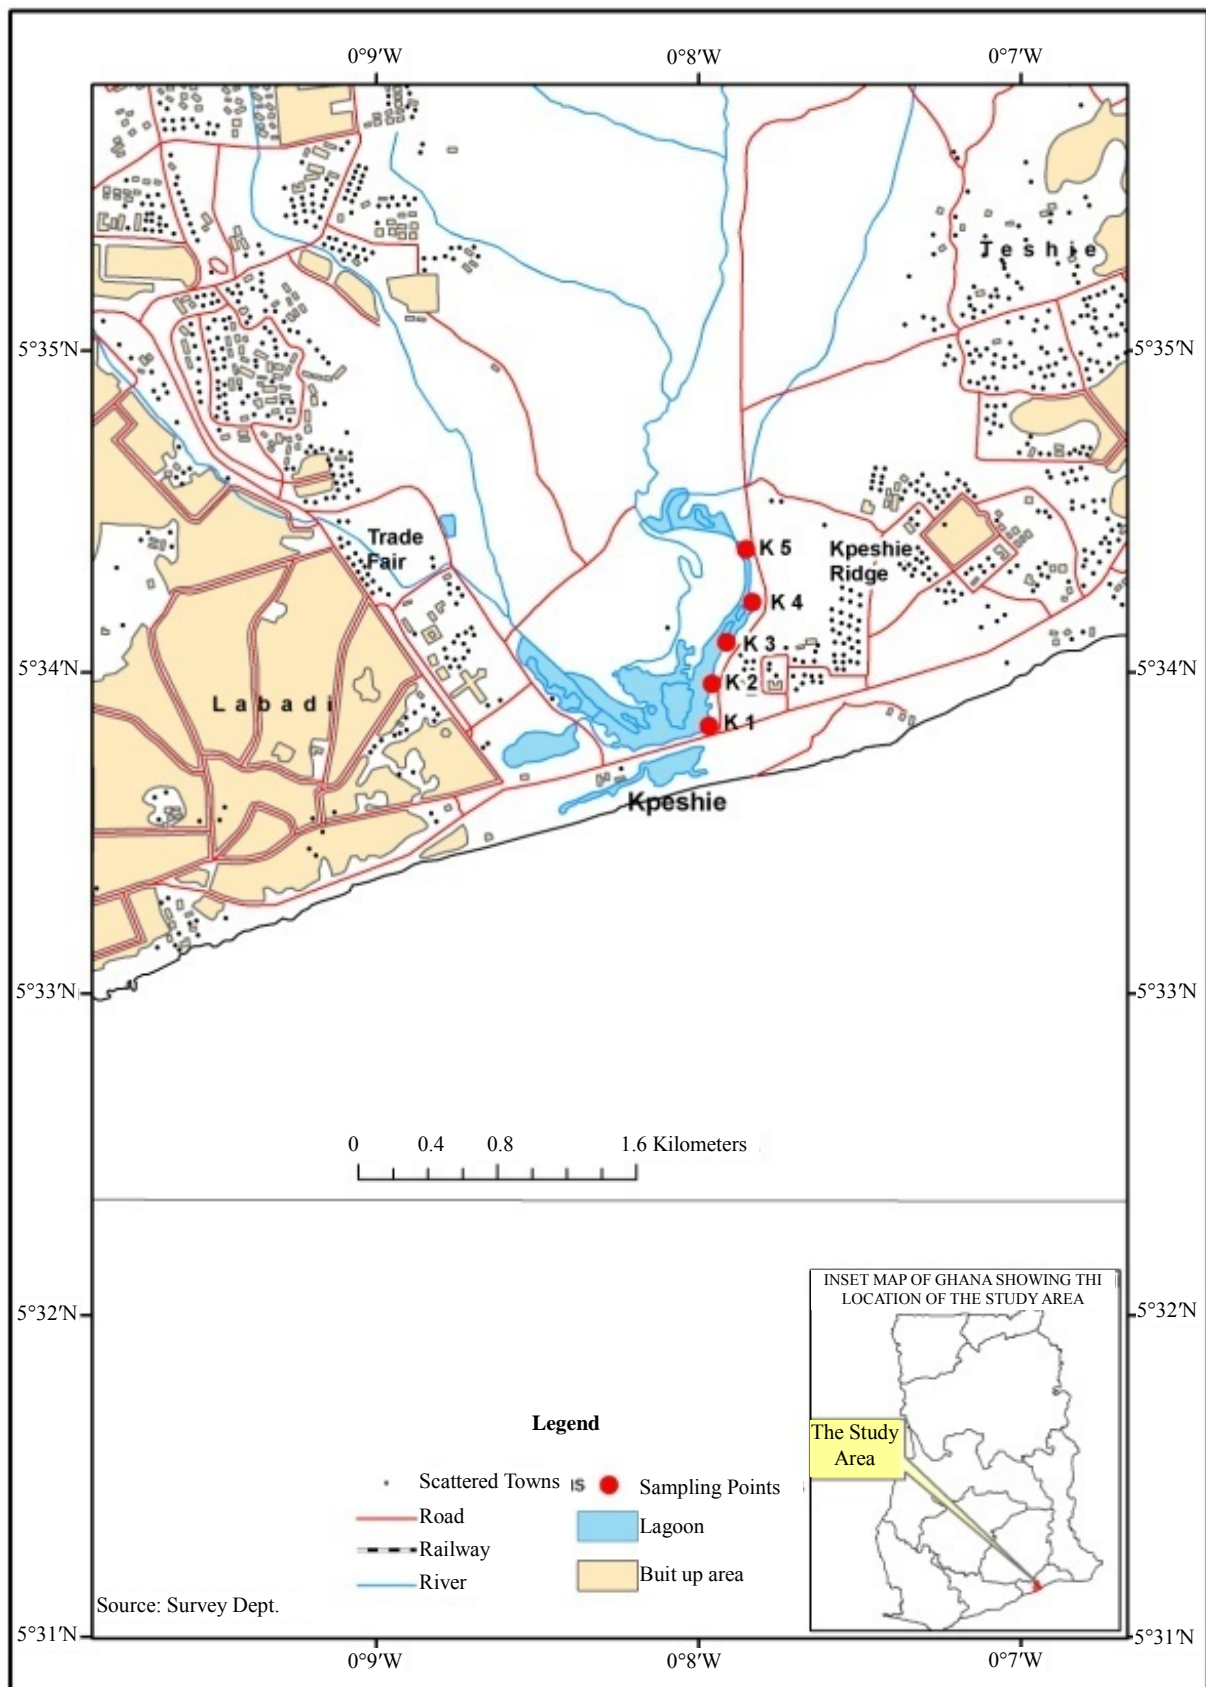 0°9'W
0°8'W
0°7'W
Jeshie
5°35'N
5°35'N
Trade
Fair
K 5
Kpeshie
Ridge
K 4
K 3
5°34'N
5°34'N
K 2
Labadi
K 1
Kpeshie
5°33'N
5°33'N
0 0.4 0.8 1.6 Kilometers
INSET MAP OF GHANA SHOWING THI
LOCATION OF THE STUDY AREA
5°32'N
5°32'N
The Study
Area
Legend
Scattered Towns
Sampling Points
Road
Lagoon
Railway
River
Buit up area
Source: Survey Dept.
5°31'N
5°31'N
0°9'W
0°8'W
0°7'W